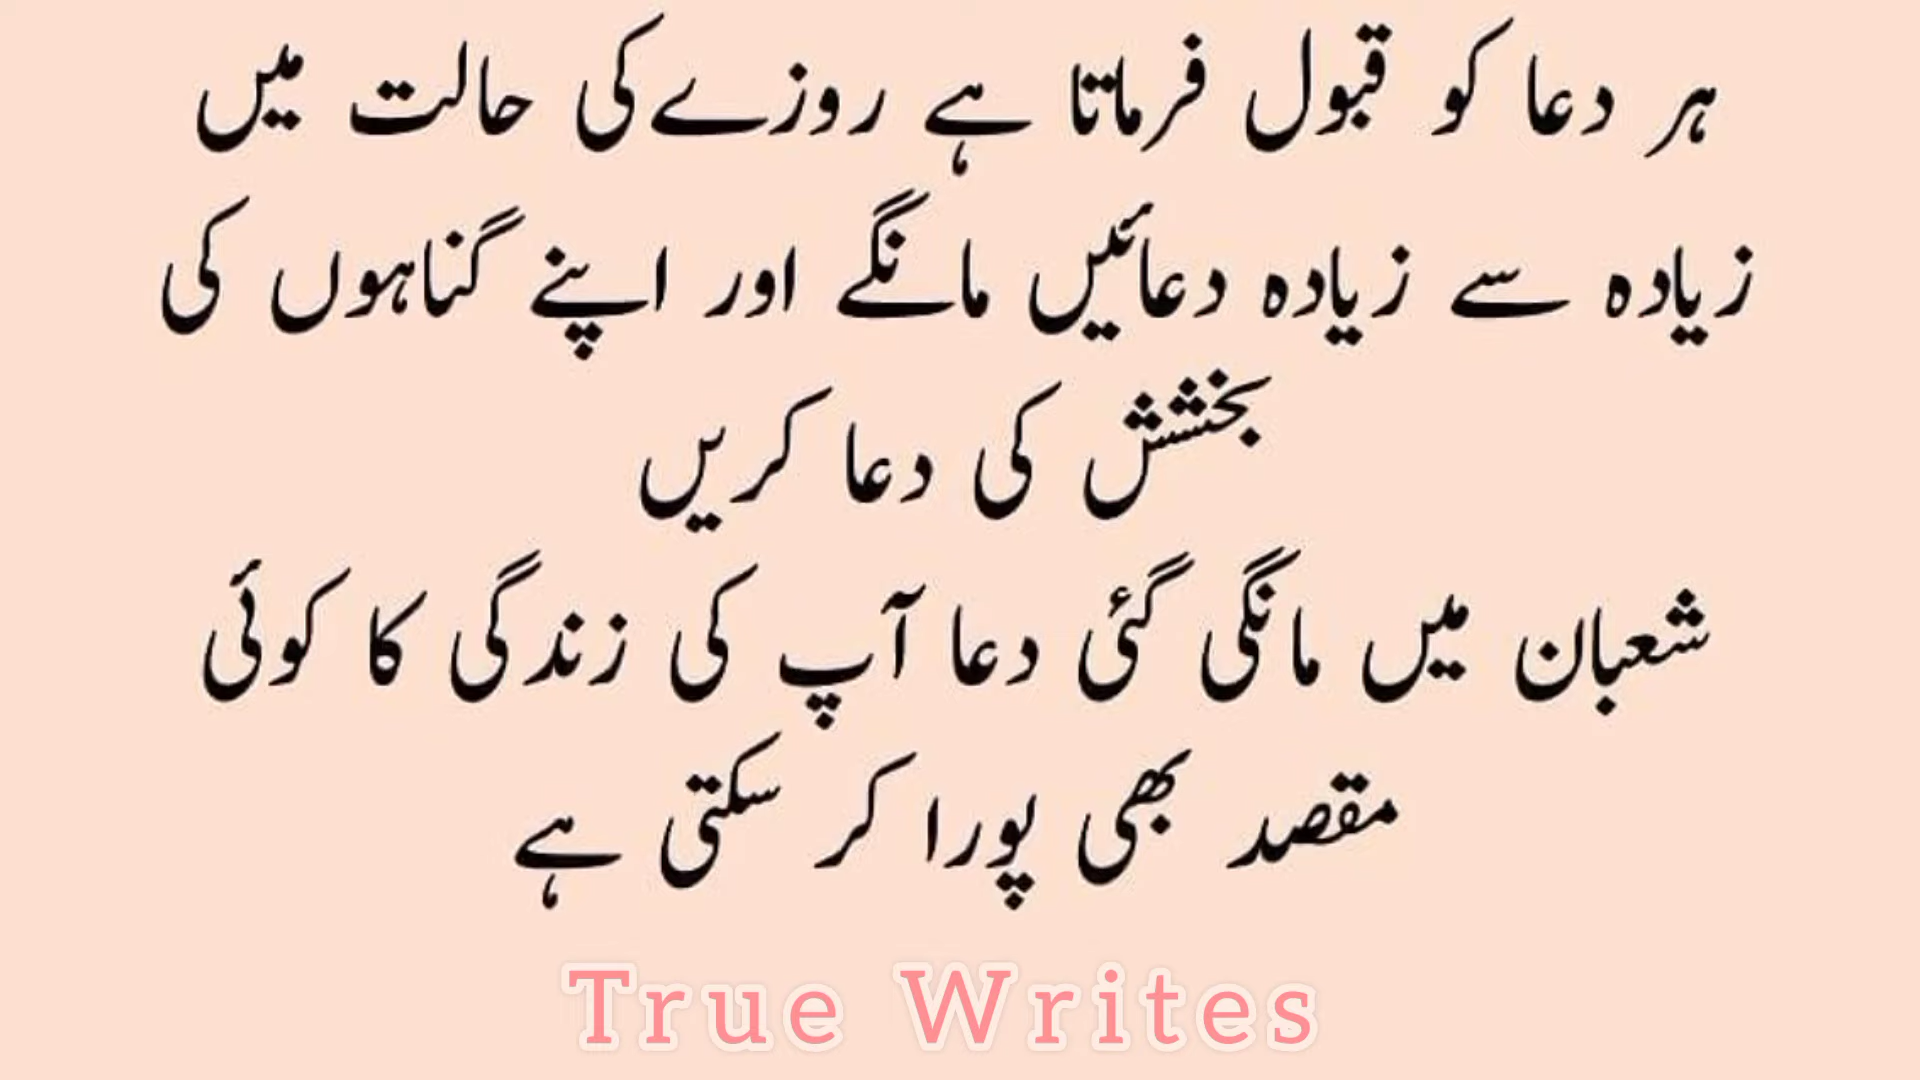 ہر دعا کو قبول فرماتا ہے روزے کی حالت میں
زیادہ سے زیادہ دعائیں مانگے اور اپنے گناہوں کی
بخشش کی دعا کریں
شعبان میں مانگی گئی دعا آپ کی زندگی کا کوئی
مقصد بھی پورا کر سکتی ہے
True Writes